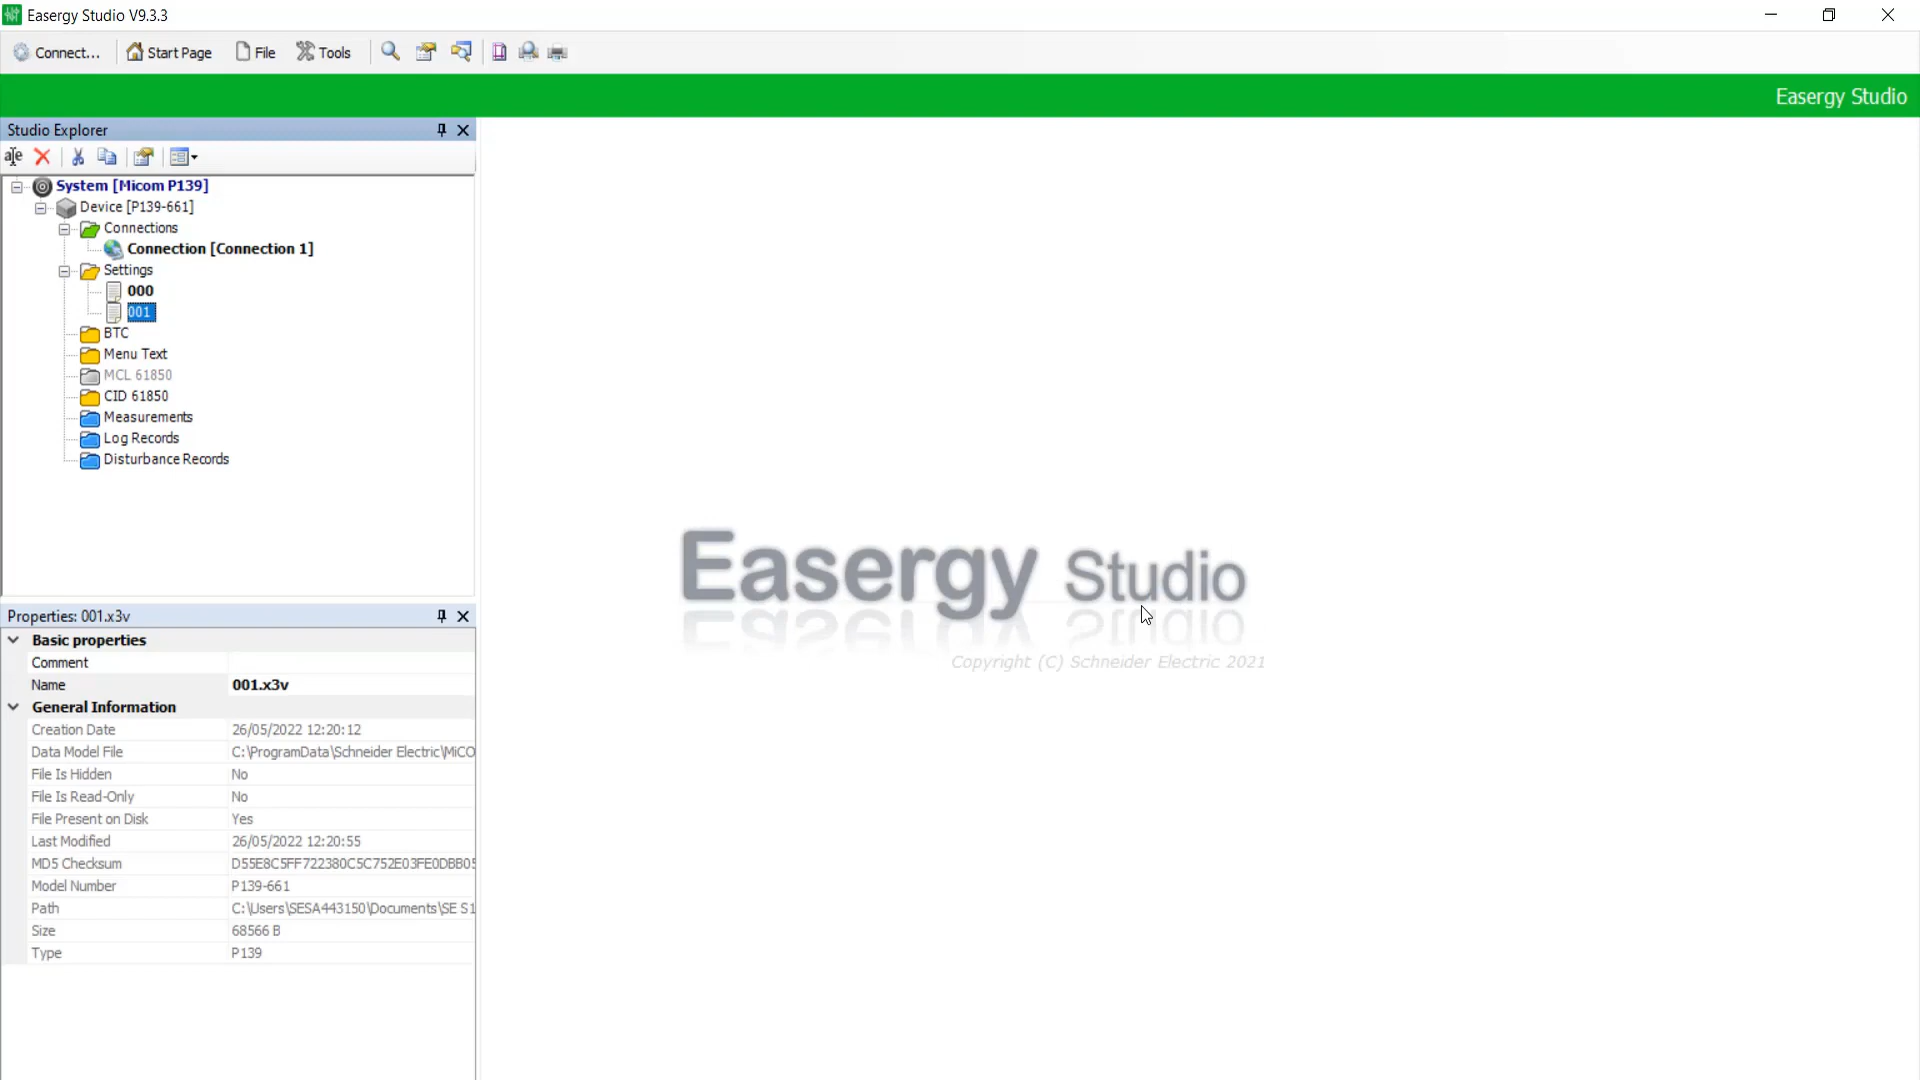 Easergy Studio V9.3.3
Connect... Start Page File Tools
Easergy Studio
Studio Explorer
System [Micom P139]
Device [P139-661]
Connections
Connection [Connection 1]
Settings
000
001
BTC
Menu Text
MCL 61850
CID 61850
Measurements
Log Records
Disturbance Records
Easergy Studio
Copyright (C) Schneider Electric 2021
Properties: 001.x3v
Basic properties
Comment
Name 001.x3v
General Information
Creation Date 26/05/2022 12:20:12
Data Model File C:\ProgramData\Schneider Electric\MiCO
File Is Hidden No
File Is Read-Only No
File Present on Disk Yes
Last Modified 26/05/2022 12:20:55
MD5 Checksum D55E8C5FF722380C5C752E03FE0DBB05
Model Number P139-661
Path C:\Users\SESA443150\Documents\SE S1
Size 68566 B
Type P139